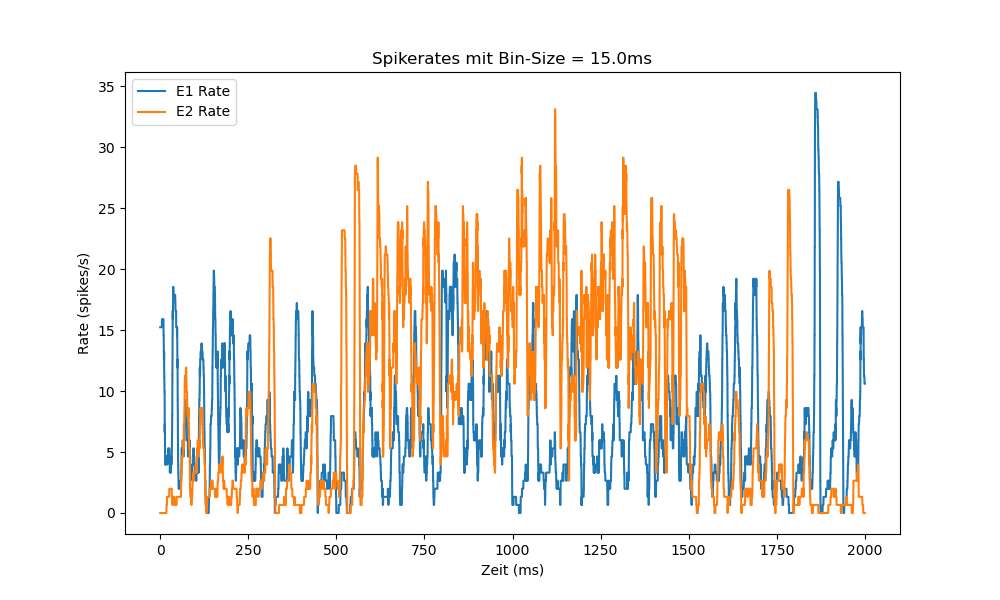 Spikerates mit Bin-Size = 15.0ms
E1 Rate
E2 Rate
Rate (spikes/s)
35
30
25
20
15
10
5
0
0 250 500 750 1000 1250 1500 1750 2000
Zeit (ms)